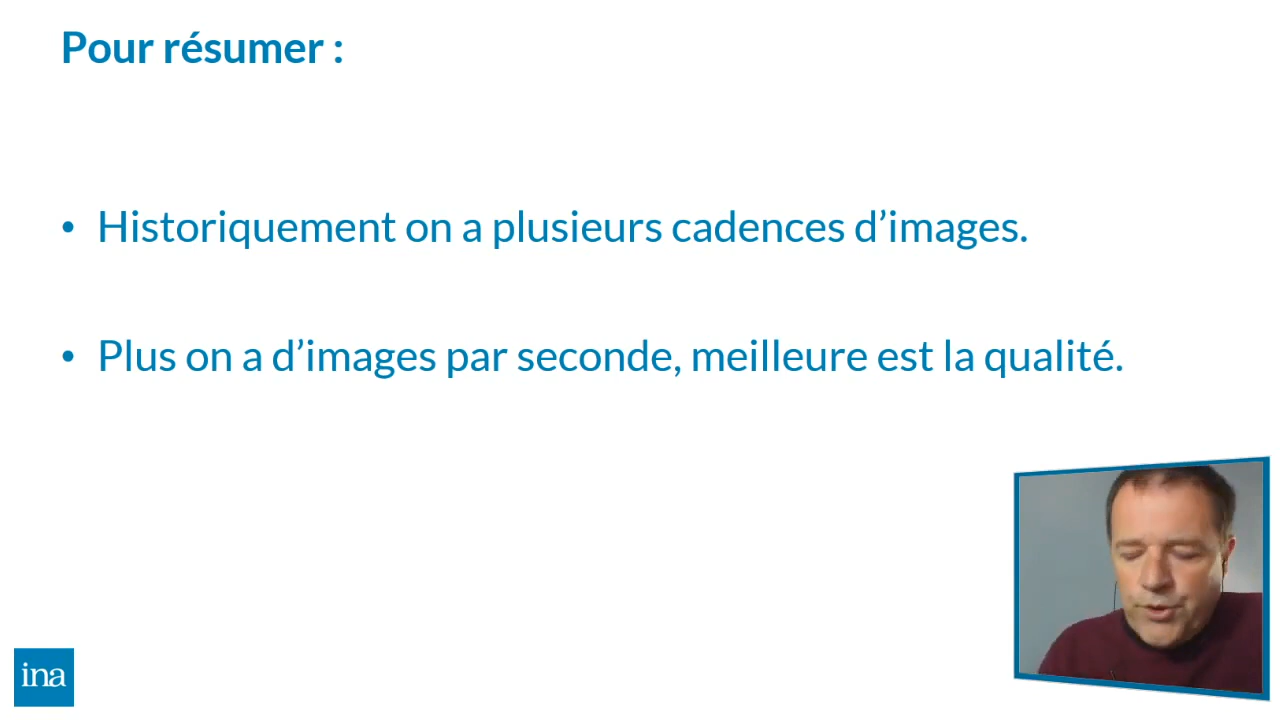 Pour résumer :
• Historiquement on a plusieurs cadences d’images.
• Plus on a d’images par seconde, meilleure est la qualité.
ina